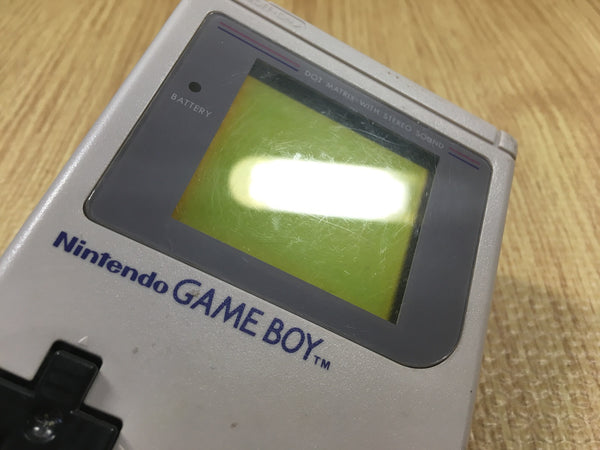 DOT MATRIX WITH STEREO SOUND
BATTERY
Nintendo GAME BOY™